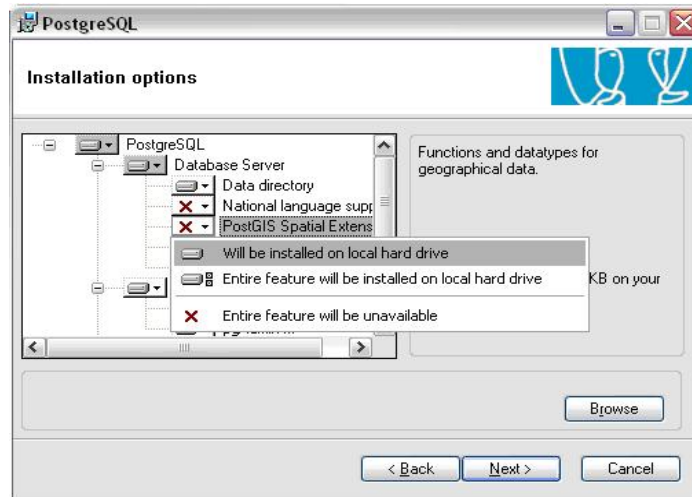 PostgreSQL
Installation options
PostgreSQL
Database Server
Data directory
National language supp
PostGIS Spatial Extens
Will be installed on local hard drive
Entire feature will be installed on local hard drive
Entire feature will be unavailable
Functions and datatypes for
geographical data.
KB on your
Browse
< Back
Next >
Cancel